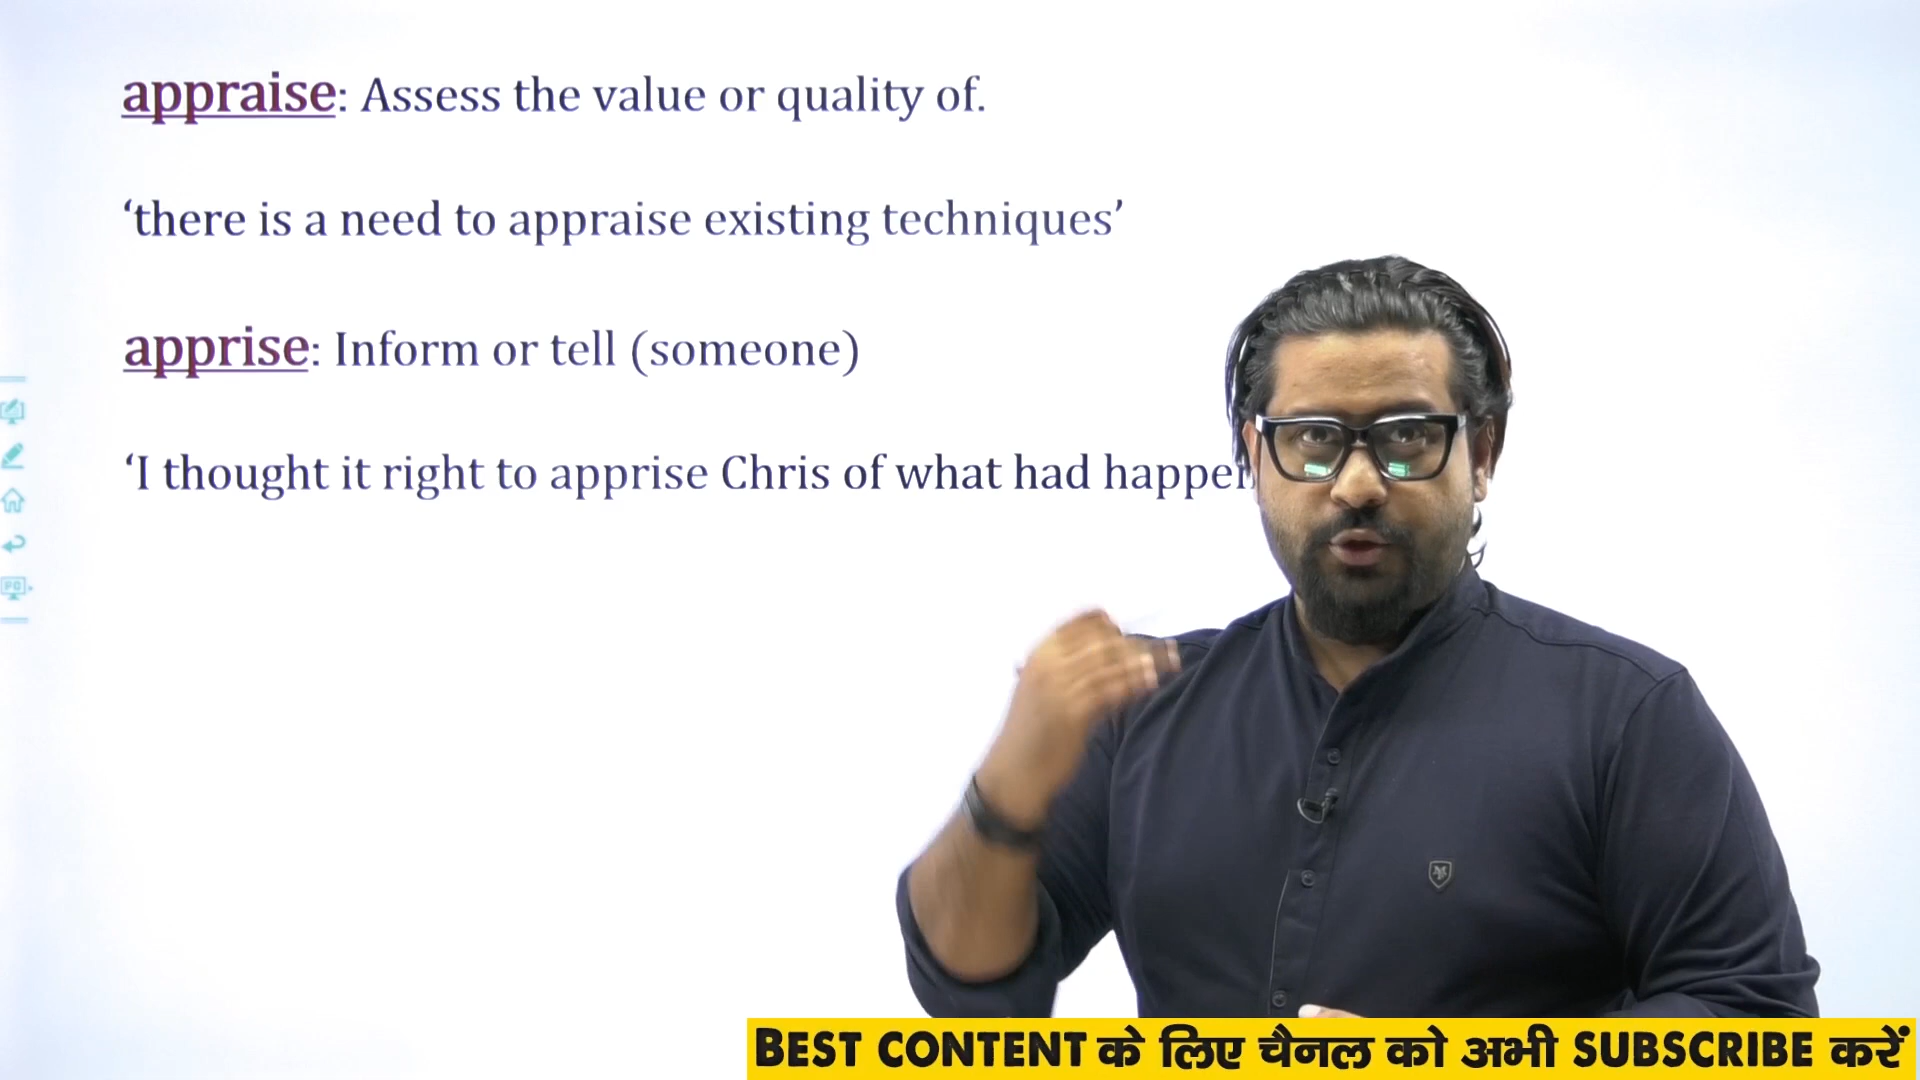 appraise: Assess the value or quality of.
‘there is a need to appraise existing techniques’
apprise: Inform or tell (someone)
‘I thought it right to apprise Chris of what had
BEST CONTENT के लिए चैनल को अभी SUBSCRIBE करें